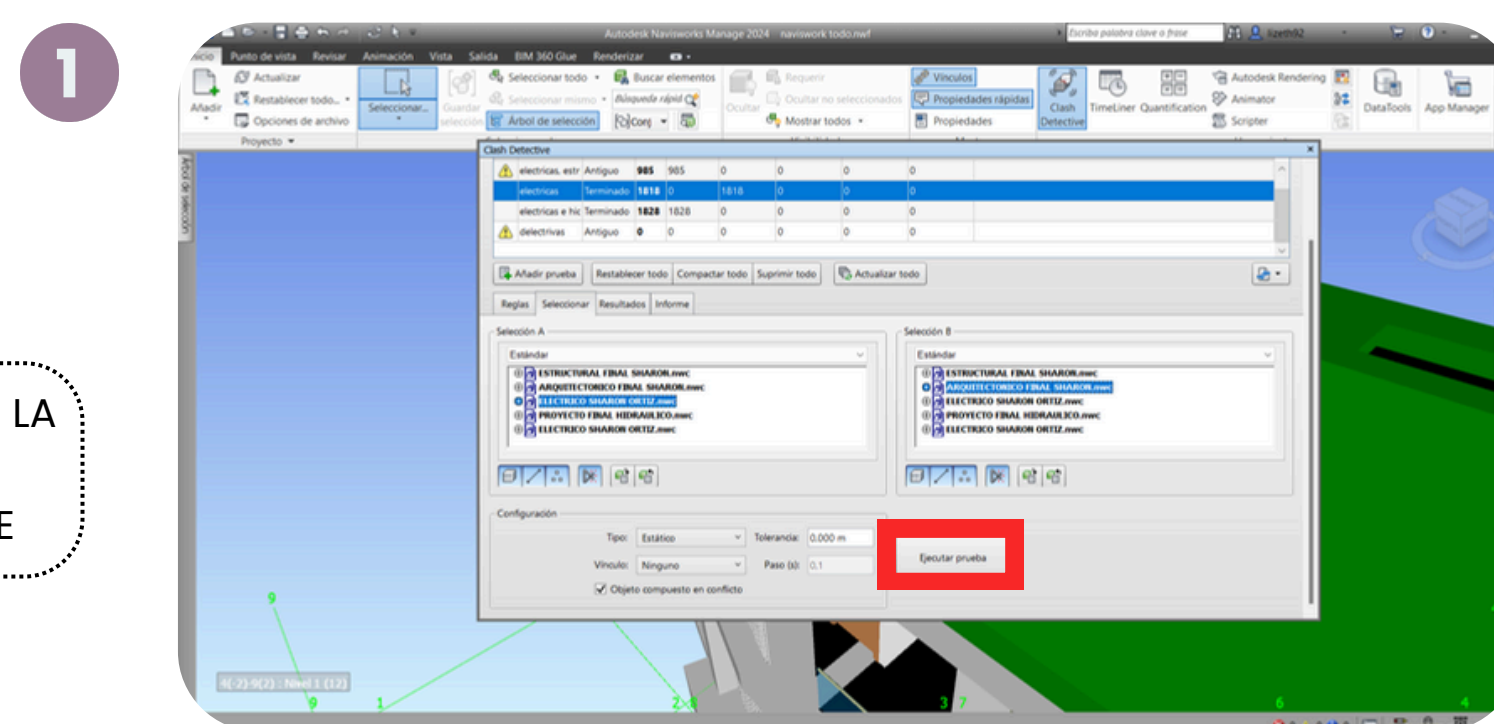 1
LA
E
Autodesk Navisworks Manage 2024 naviswork todo.nwf
Escriba palabra clave o frase
lizeth92
Inicio Punto de vista Revisar Animación Vista Salida BIM 360 Glue Renderizar
Añadir
Actualizar
Restablecer todo...
Opciones de archivo
Proyecto
Seleccionar...
Guardar selección
Seleccionar todo
Seleccionar mismo
Árbol de selección
Buscar elementos
Búsqueda rápid
Conj
Ocultar
Requerir
Ocultar no seleccionados
Mostrar todos
Vínculos
Propiedades rápidas
Propiedades
Clash Detective
TimeLiner
Quantification
Autodesk Rendering
Animator
Scripter
DataTools
App Manager
Árbol de selección
Clash Detective
electricas, estr Antiguo 985 985 0 0 0 0
electricas Terminado 1818 0 1818 0 0 0
electricas e hic Terminado 1828 1828 0 0 0 0
delectrivas Antiguo 0 0 0 0 0 0
Añadir prueba Restablecer todo Compactar todo Suprimir todo Actualizar todo
Reglas Seleccionar Resultados Informe
Selección A
Estándar
ESTRUCTURAL FINAL SHARON.nwc
ARQUITECTONICO FINAL SHARON.nwc
ELECTRICO SHARON ORTIZ.nwc
PROYECTO FINAL HIDRAULICO.nwc
ELECTRICO SHARON ORTIZ.nwc
Selección B
Estándar
ESTRUCTURAL FINAL SHARON.nwc
ARQUITECTONICO FINAL SHARON.nwc
ELECTRICO SHARON ORTIZ.nwc
PROYECTO FINAL HIDRAULICO.nwc
ELECTRICO SHARON ORTIZ.nwc
Configuración
Tipo: Estático Tolerancia: 0.000 m
Vínculo: Ninguno Paso (s): 0,1
Objeto compuesto en conflicto
Ejecutar prueba
9
4(-2)-9(2) : Nivel 1 (12)
9 1 3 7 6 4